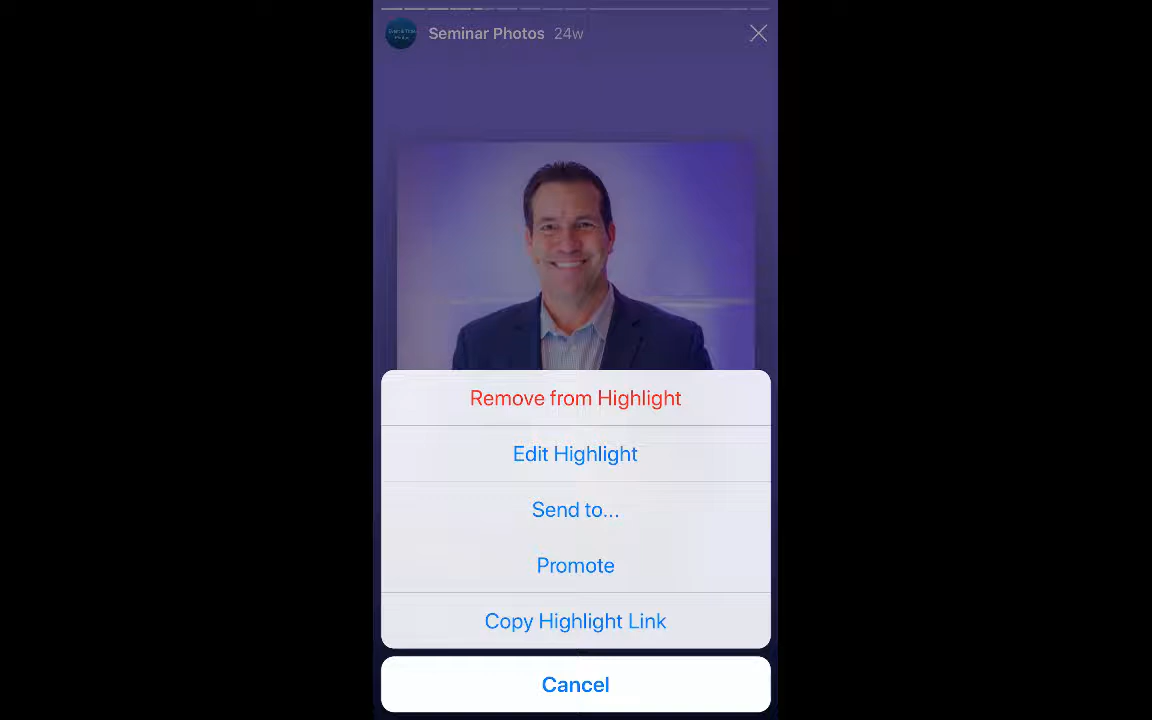 Seminar Photos 24w
Remove from Highlight
Edit Highlight
Send to...
Promote
Copy Highlight Link
Cancel